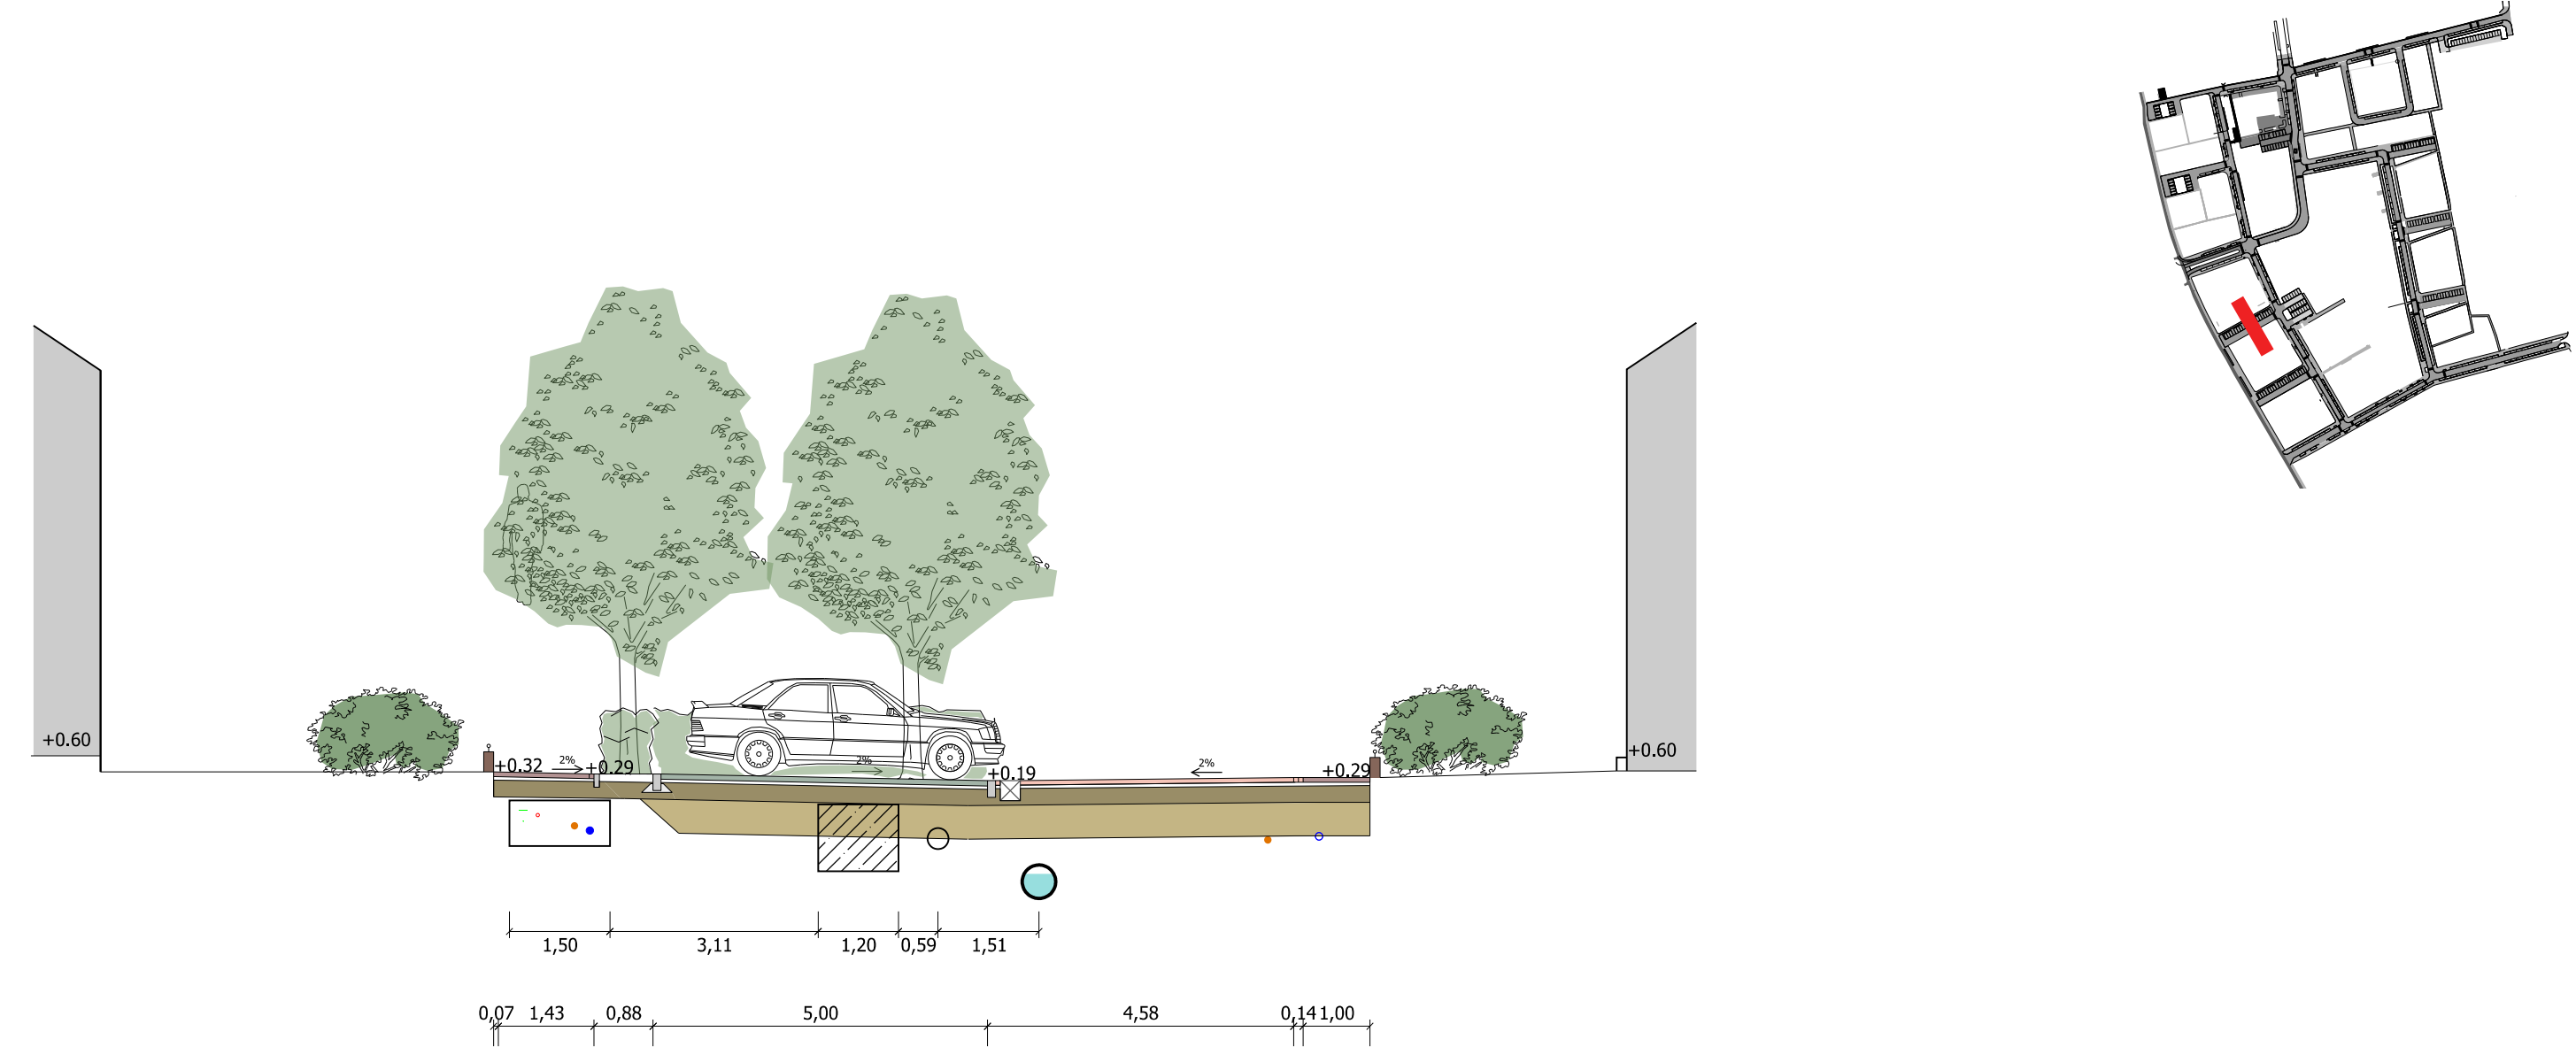 +0.60
+0.60
+0.32 2% +0.29 2% +0.19 2% +0.29
1,50 3,11 1,20 0,59 1,51
0,07 1,43 0,88 5,00 4,58 0,14 1,00